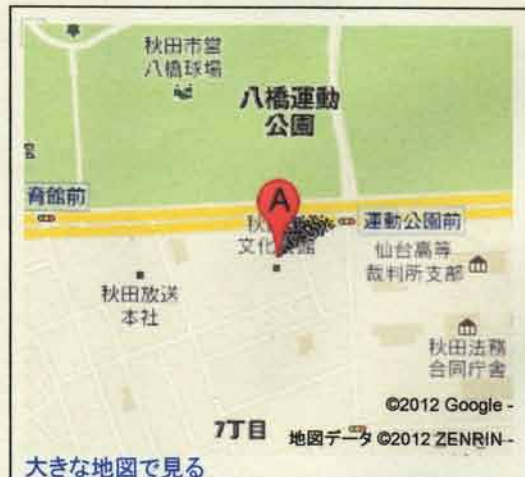 秋田市営
八橋球場
八橋運動
公園
育館前
運動公園前
文化会館
仙台高等
裁判所支部
秋田放送
本社
秋田法務
合同庁舎
©2012 Google -
7丁目
地図データ ©2012 ZENRIN -
大きな地図で見る
A